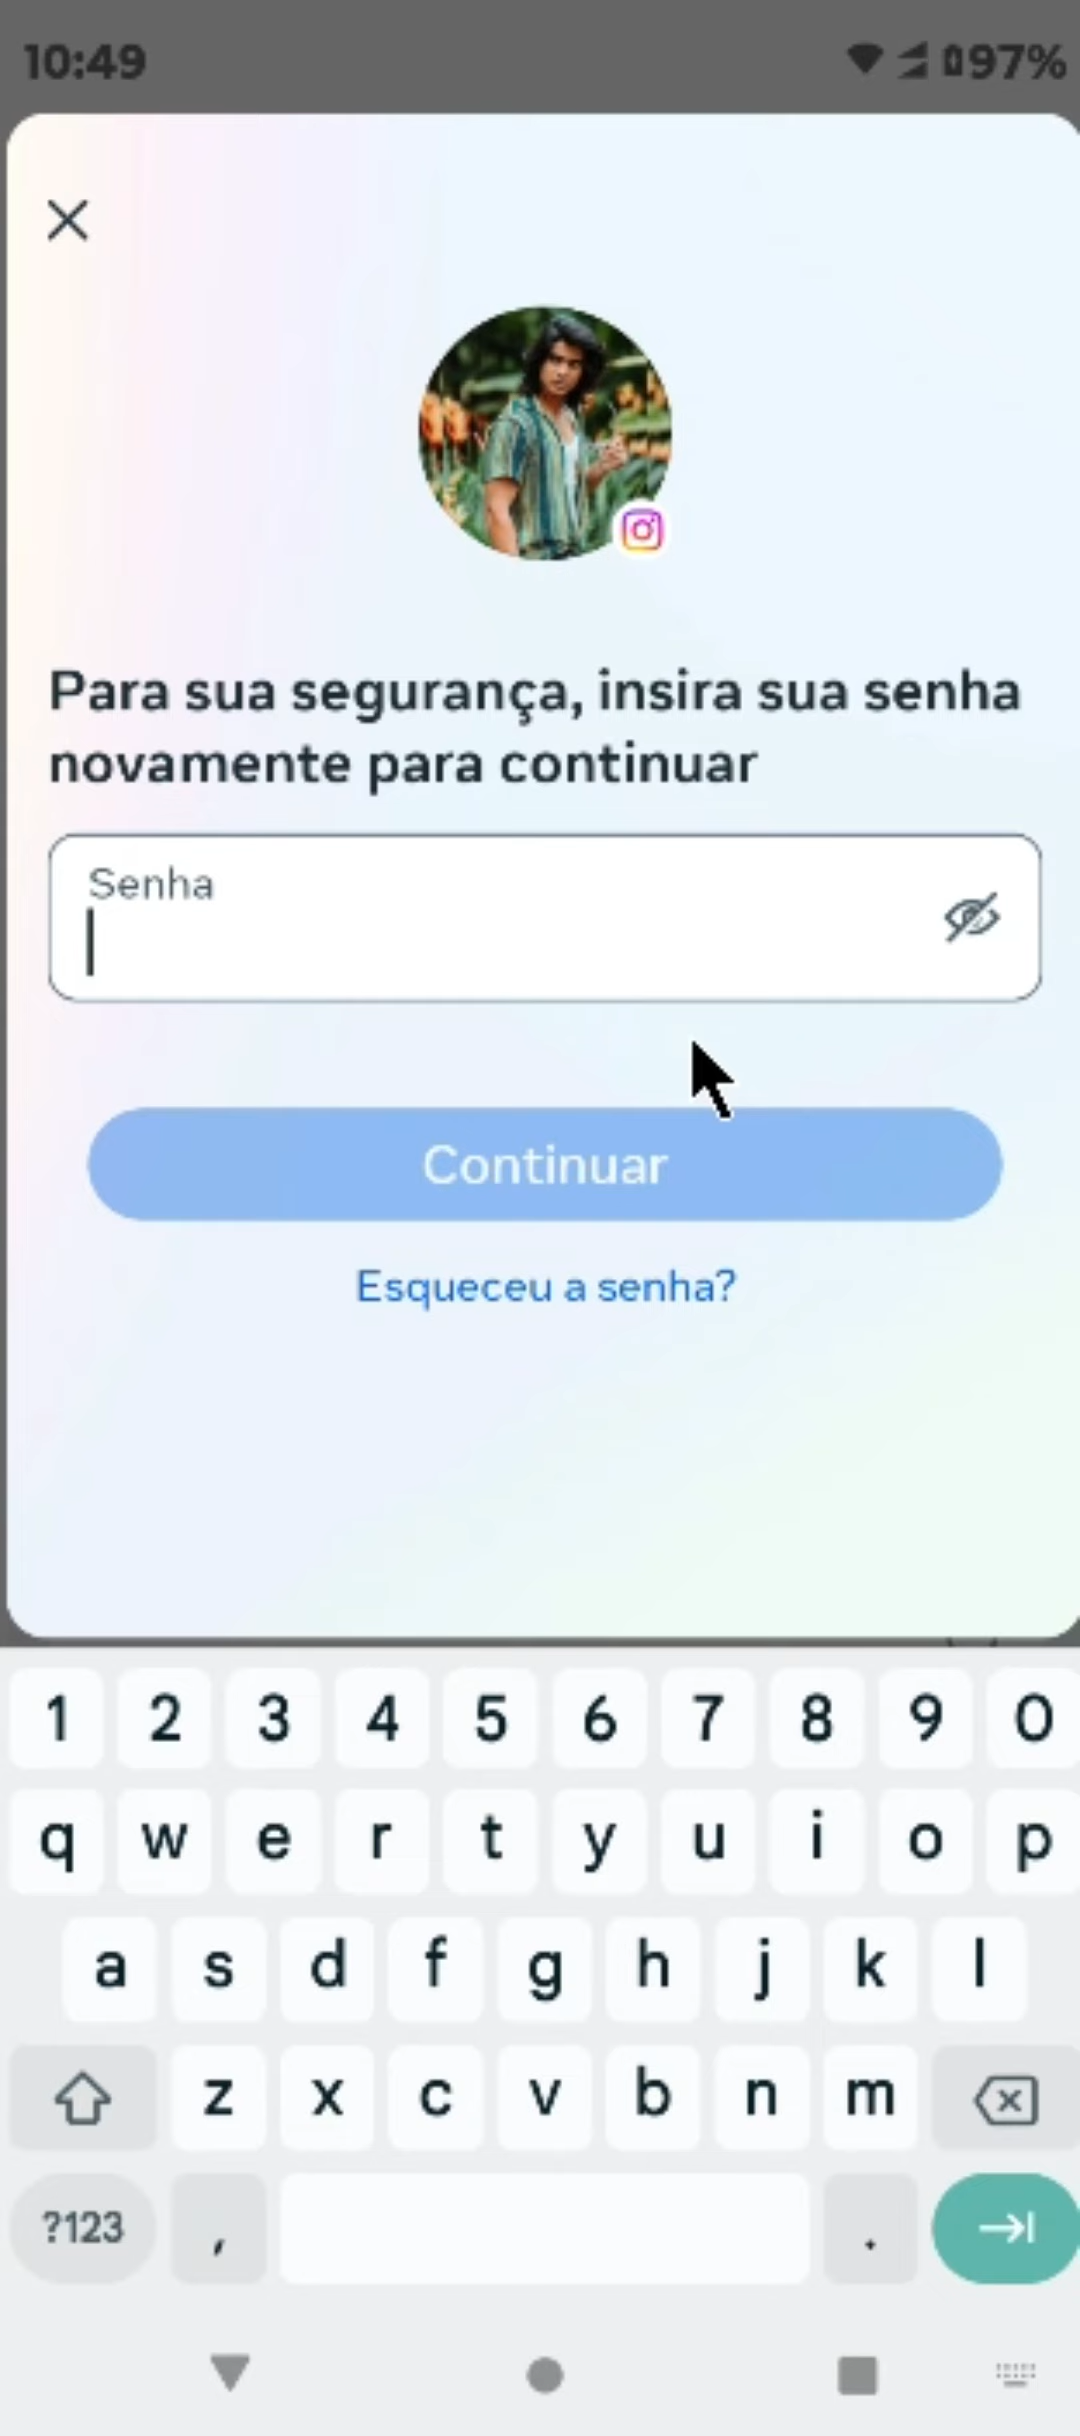 10:49
97%
Para sua segurança, insira sua senha
novamente para continuar
Senha
Continuar
Esqueceu a senha?
1 2 3 4 5 6 7 8 9 0
q w e r t y u i o p
a s d f g h j k l
z x c v b n m
?123 , .